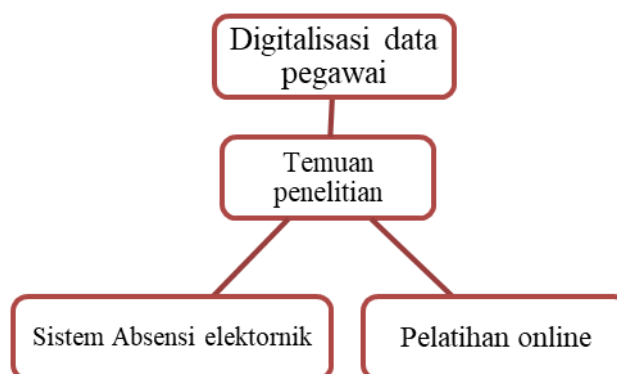 Digitalisasi data
pegawai
Temuan
penelitian
Sistem Absensi elektornik
Pelatihan online